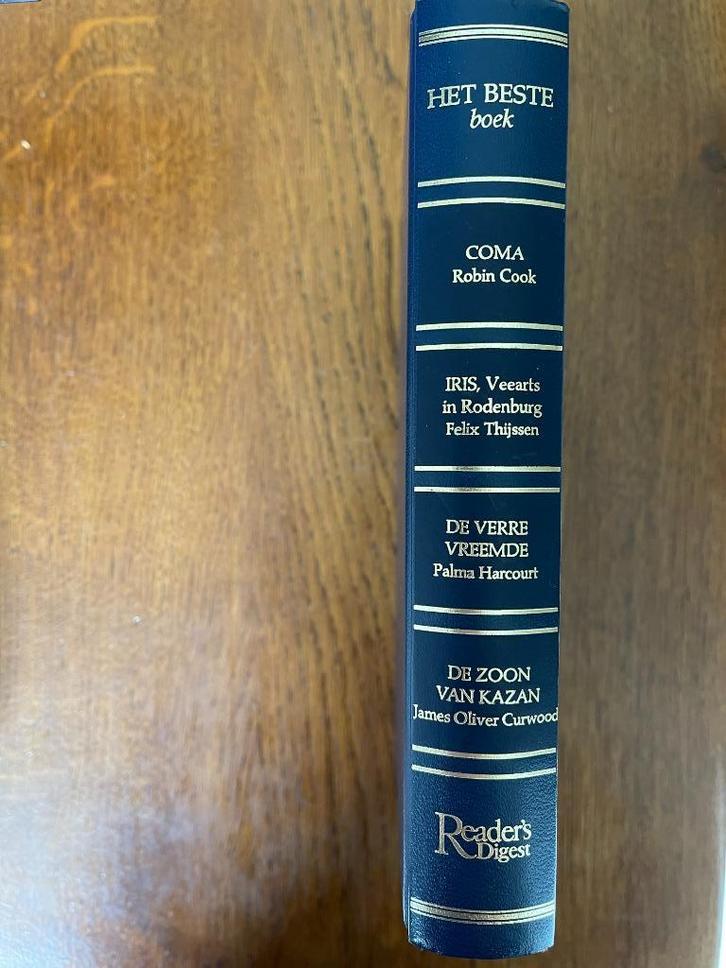 HET BESTE
boek
COMA
Robin Cook
IRIS, Veearts
in Rodenburg
Felix Thijssen
DE VERRE
VREEMDE
Palma Harcourt
DE ZOON
VAN KAZAN
James Oliver Curwood
Reader's
Digest